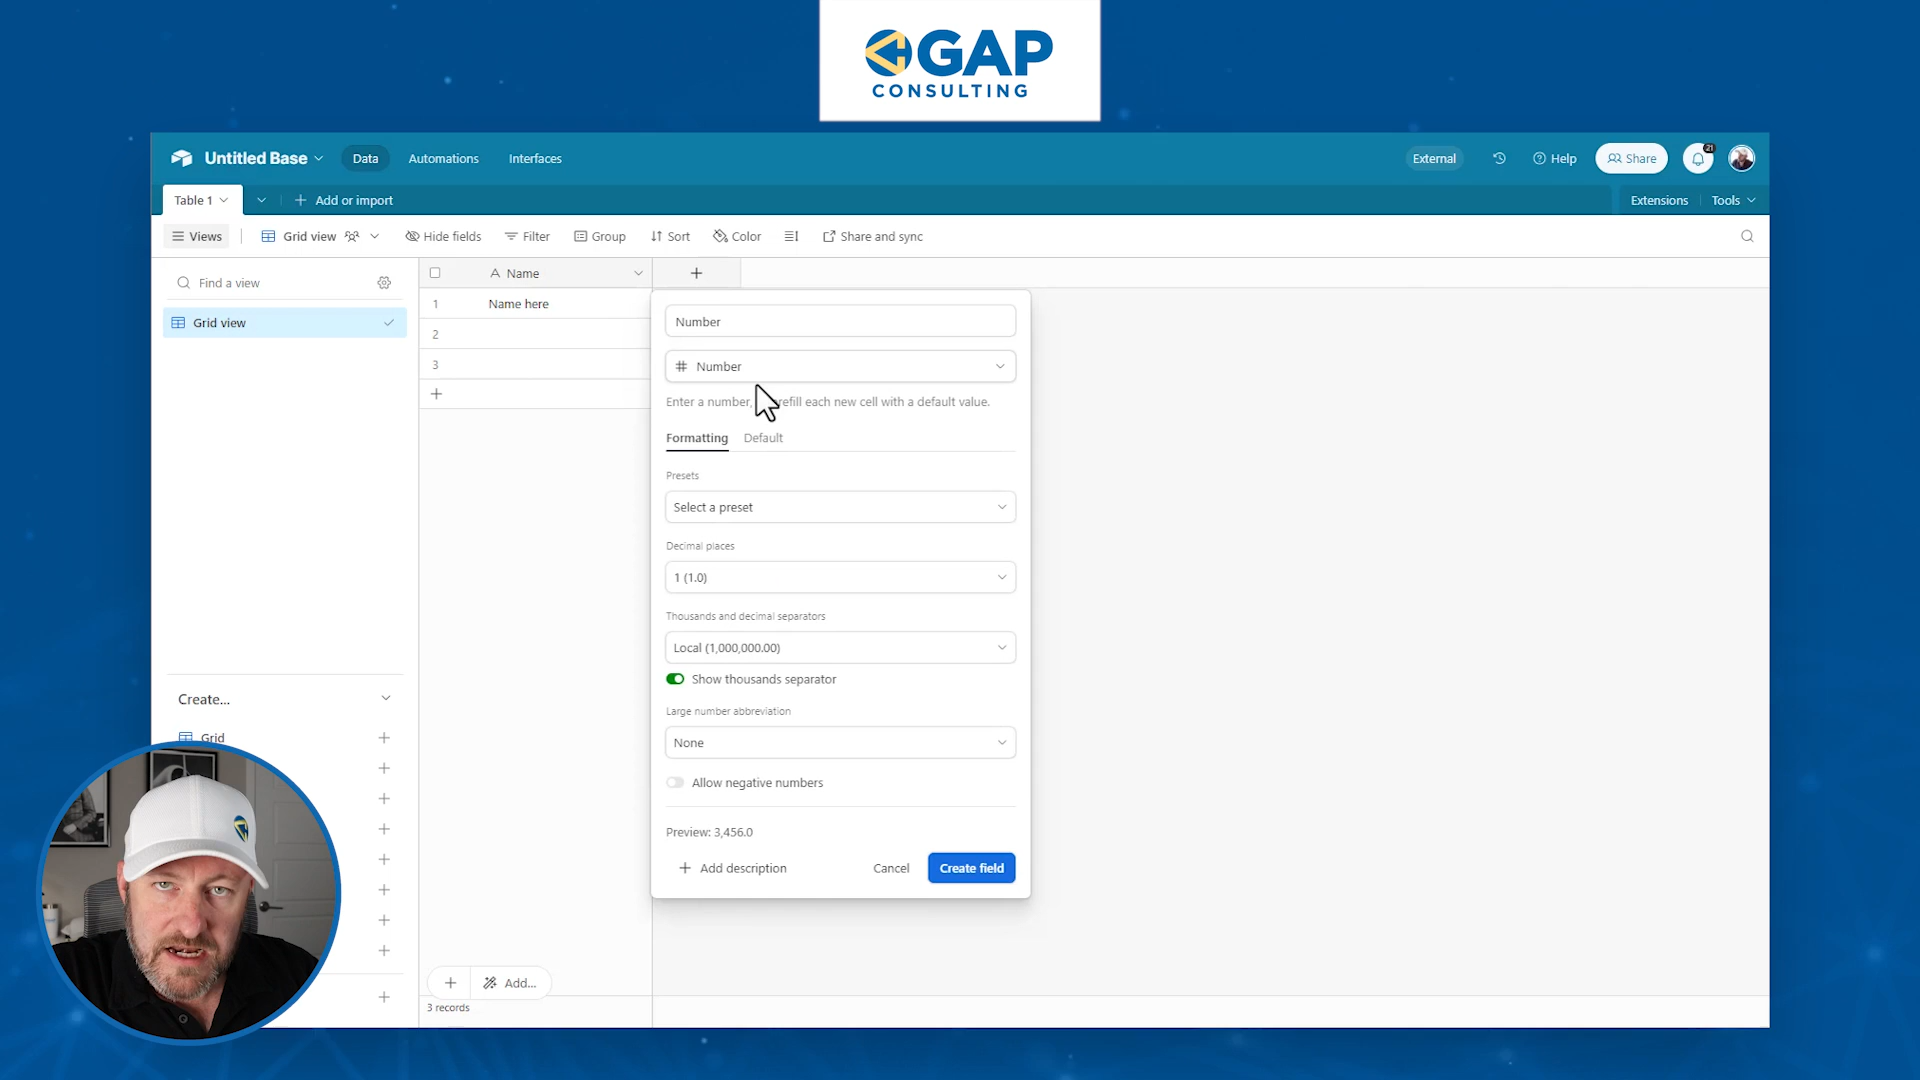 GAP
CONSULTING
Untitled Base
Data
Automations
Interfaces
External
Help
Share
21
Table 1
Add or import
Extensions
Tools
Views
Grid view
Hide fields
Filter
Group
Sort
Color
Share and sync
Find a view
A Name
Grid view
1 Name here
2
3
Number
# Number
Enter a number, refill each new cell with a default value.
Formatting
Default
Presets
Select a preset
Decimal places
1 (1.0)
Thousands and decimal separators
Local (1,000,000.00)
Show thousands separator
Large number abbreviation
None
Allow negative numbers
Preview: 3,456.0
Add description
Cancel
Create field
Create...
Grid
Add...
3 records